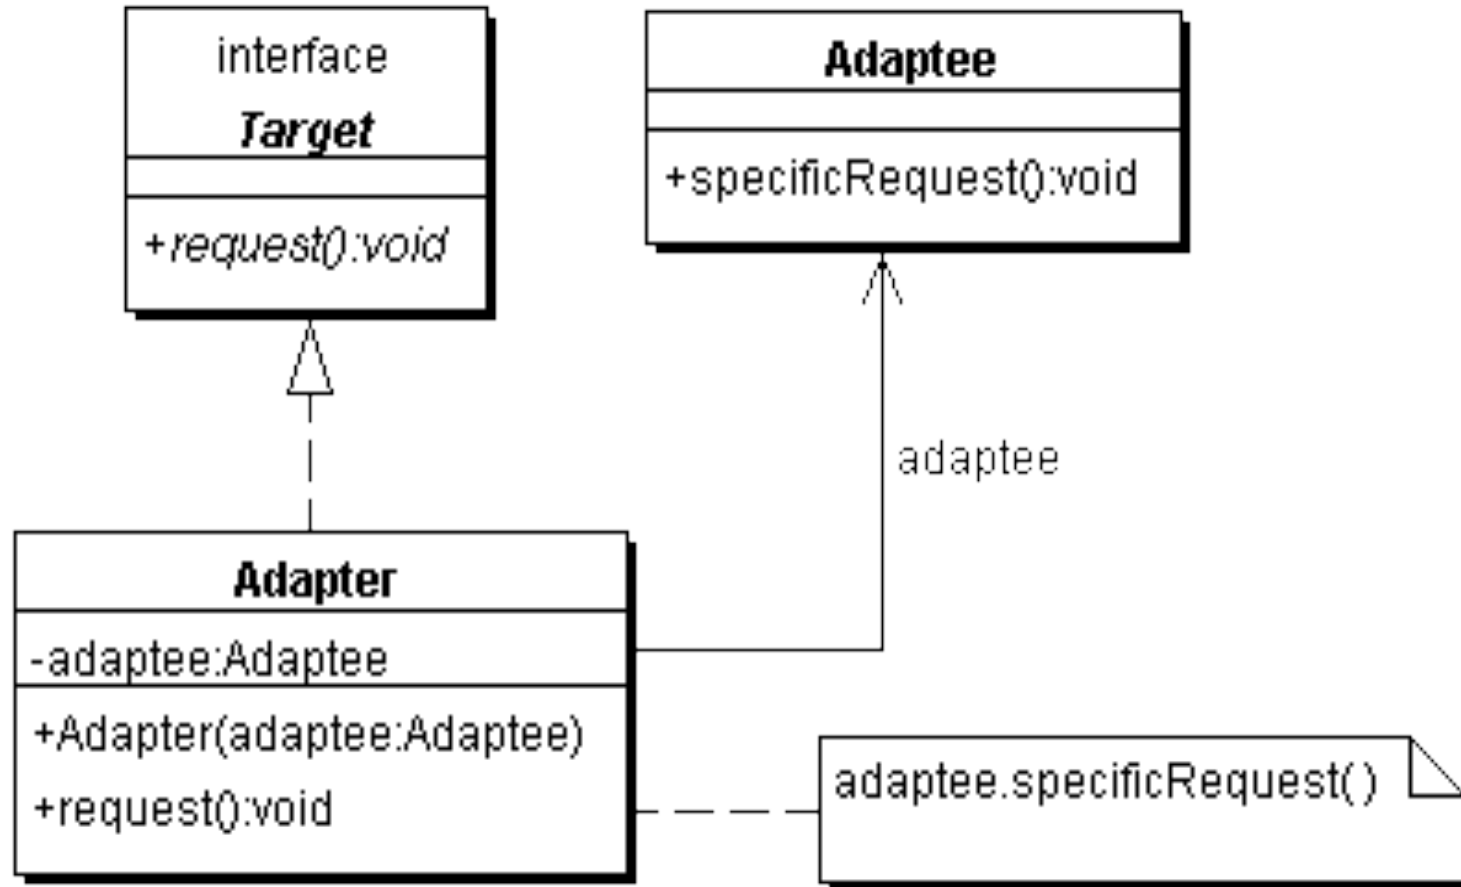 interface
Target
+request():void
Adaptee
+specificRequest():void
adaptee
Adapter
-adaptee:Adaptee
+Adapter(adaptee:Adaptee)
+request():void
adaptee.specificRequest( )